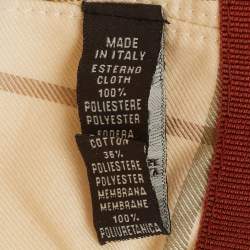 MADE
IN ITALY
ESTERNO
CLOTH
100%
POLIESTERE
POLYESTER
FODERA
COTTON
35%
POLIESTERE
POLYESTER
MEMBRANA
MEMBRANE
100%
POLIURETANICA